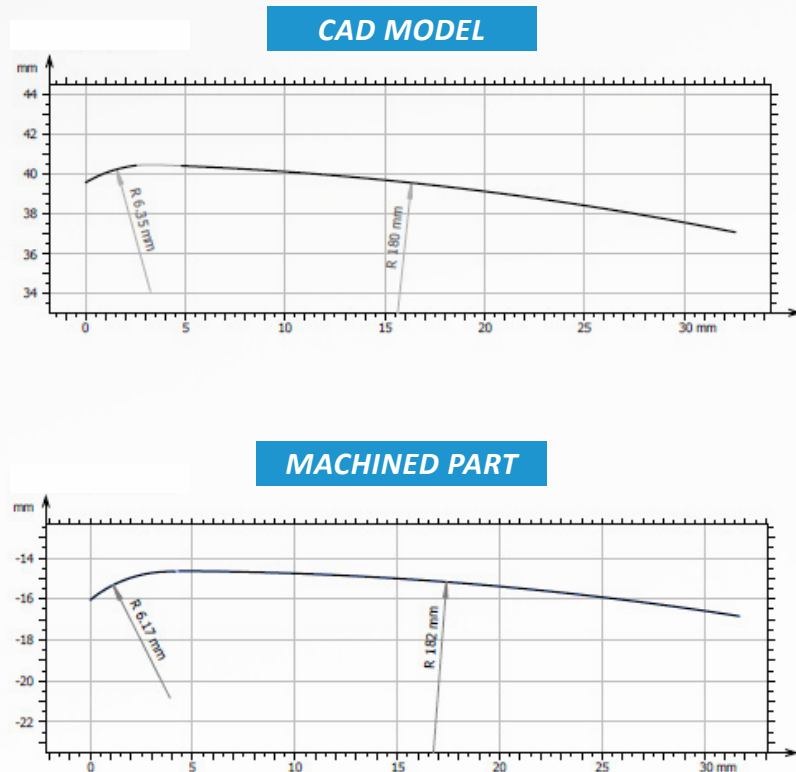 CAD MODEL
mm
44
42
40
38
36
34
R 6.35 mm
R 180 mm
0 5 10 15 20 25 30 mm
MACHINED PART
mm
-14
-16
-18
-20
-22
R 6.17 mm
R 182 mm
0 5 10 15 20 25 30 mm